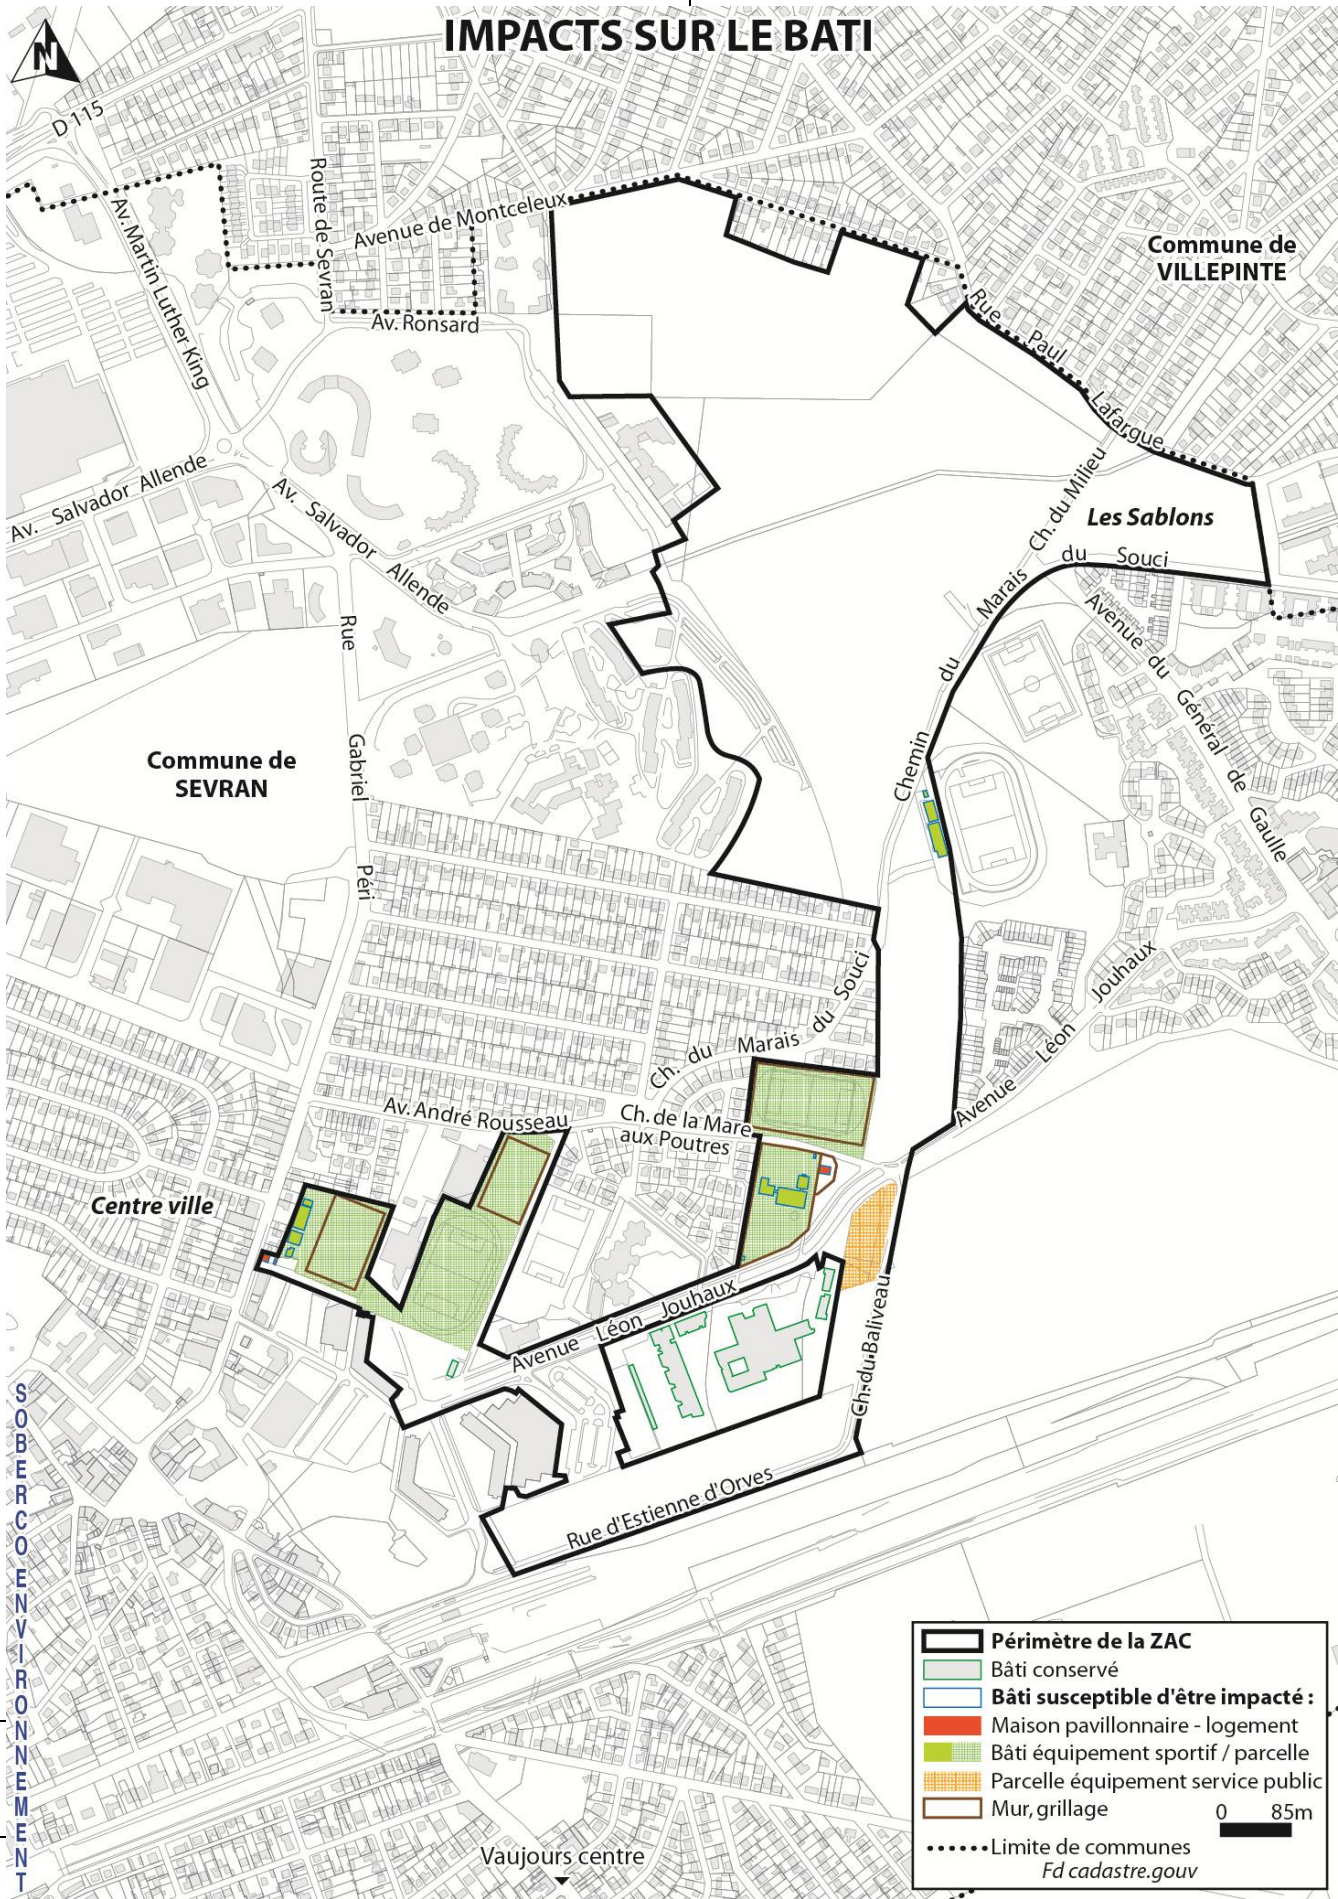 IMPACTS SUR LE BATI
N
D 115
Route de Sevran
Avenue de Montceleux
Av. Martin Luther King
Av. Ronsard
Commune de
VILLEPINTE
Rue Paul Lafargue
Av. Salvador Allende
Av. Salvador Allende
Ch. du Milieu
Les Sablons
Chemin du Marais du Souci
Avenue du Général de Gaulle
Rue Gabriel Péri
Commune de
SEVRAN
Ch. du Marais du Souci
Avenue Léon Jouhaux
Av. André Rousseau
Ch. de la Mare
aux Poutres
Centre ville
Avenue Léon Jouhaux
Ch. du Baliveau
Rue d'Estienne d'Orves
Vaujours centre
SOBERCO ENVIRONNEMENT
Périmètre de la ZAC
Bâti conservé
Bâti susceptible d'être impacté :
Maison pavillonnaire - logement
Bâti équipement sportif / parcelle
Parcelle équipement service public
Mur, grillage
0 85m
Limite de communes
Fd cadastre.gouv